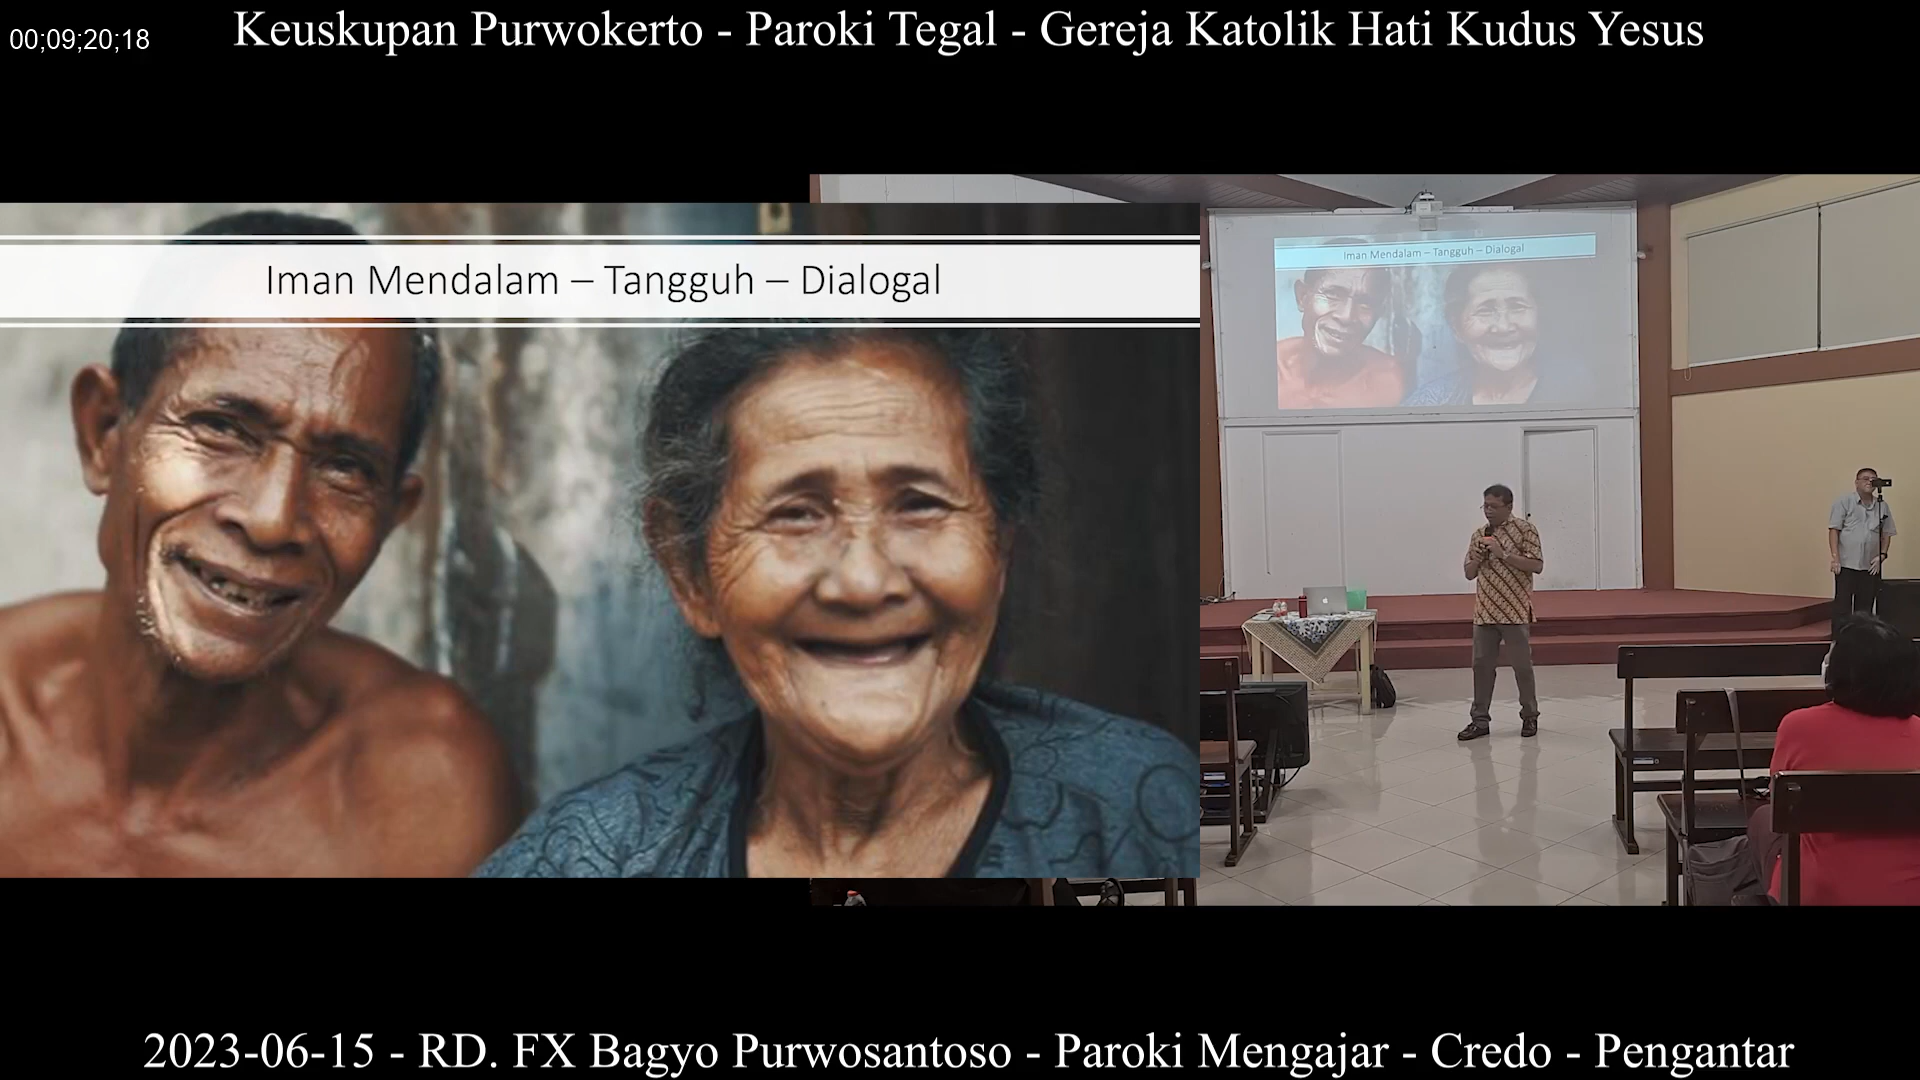 00;09;20;18
Keuskupan Purwokerto - Paroki Tegal - Gereja Katolik Hati Kudus Yesus
Iman Mendalam – Tangguh – Dialogal
Iman Mendalam – Tangguh – Dialogal
2023-06-15 - RD. FX Bagyo Purwosantoso - Paroki Mengajar - Credo - Pengantar